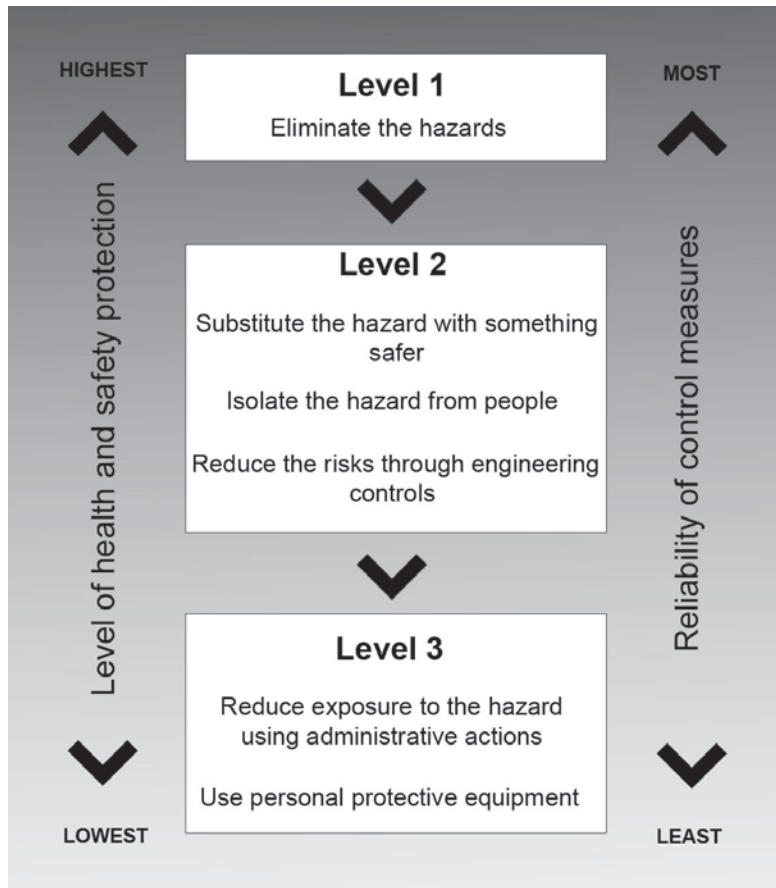 HIGHEST
MOST
Level 1
Eliminate the hazards
Level of health and safety protection
Reliability of control measures
Level 2
Substitute the hazard with something
safer
Isolate the hazard from people
Reduce the risks through engineering
controls
Level 3
Reduce exposure to the hazard
using administrative actions
Use personal protective equipment
LOWEST
LEAST